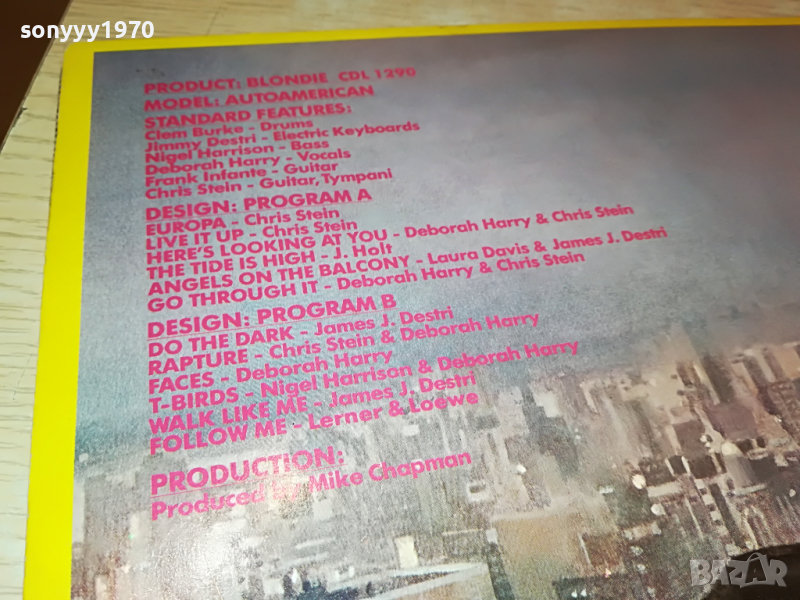 sonyyy1970
PRODUCT: BLONDIE CDL 1290
MODEL: AUTOAMERICAN
STANDARD FEATURES:
Clem Burke - Drums
Jimmy Destri - Electric Keyboards
Nigel Harrison - Bass
Deborah Harry - Vocals
Frank Infante - Guitar
Chris Stein - Guitar, Tympani
DESIGN: PROGRAM A
EUROPA - Chris Stein
LIVE IT UP - Chris Stein
HERE'S LOOKING AT YOU - Deborah Harry & Chris Stein
THE TIDE IS HIGH - J. Holt
ANGELS ON THE BALCONY - Laura Davis & James J. Destri
GO THROUGH IT - Deborah Harry & Chris Stein
DESIGN: PROGRAM B
DO THE DARK - James J. Destri
RAPTURE - Chris Stein & Deborah Harry
FACES - Deborah Harry
T-BIRDS - Nigel Harrison & Deborah Harry
WALK LIKE ME - James J. Destri
FOLLOW ME - Lerner & Loewe
PRODUCTION:
Produced by Mike Chapman
BAZAR